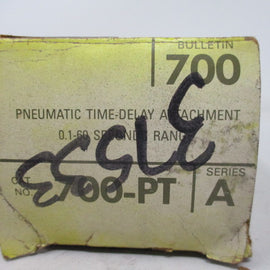 BULLETIN
700
PNEUMATIC TIME-DELAY ATTACHMENT
0.1-60 SECONDS RANGE
CAT. NO. 700-PT
SERIES A